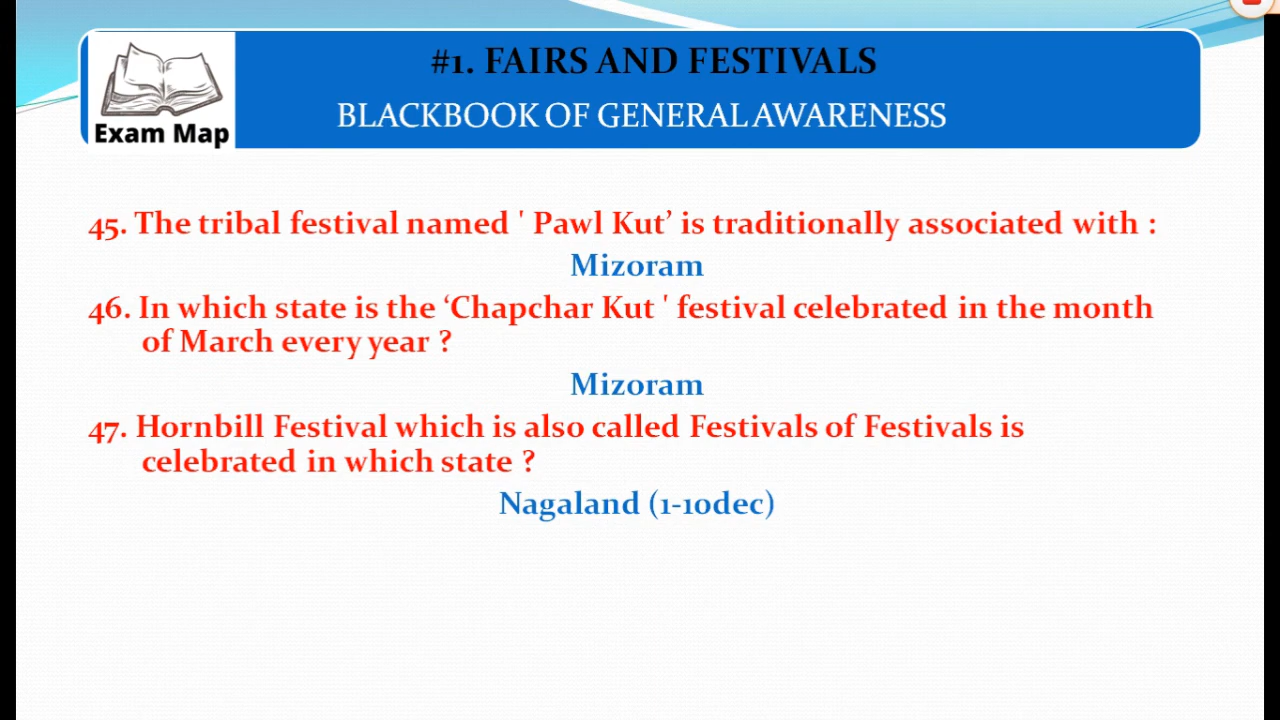 #1. FAIRS AND FESTIVALS
BLACKBOOK OF GENERAL AWARENESS
Exam Map
45. The tribal festival named ' Pawl Kut’ is traditionally associated with :
Mizoram
46. In which state is the ‘Chapchar Kut ' festival celebrated in the month
of March every year ?
Mizoram
47. Hornbill Festival which is also called Festivals of Festivals is
celebrated in which state ?
Nagaland (1-10dec)